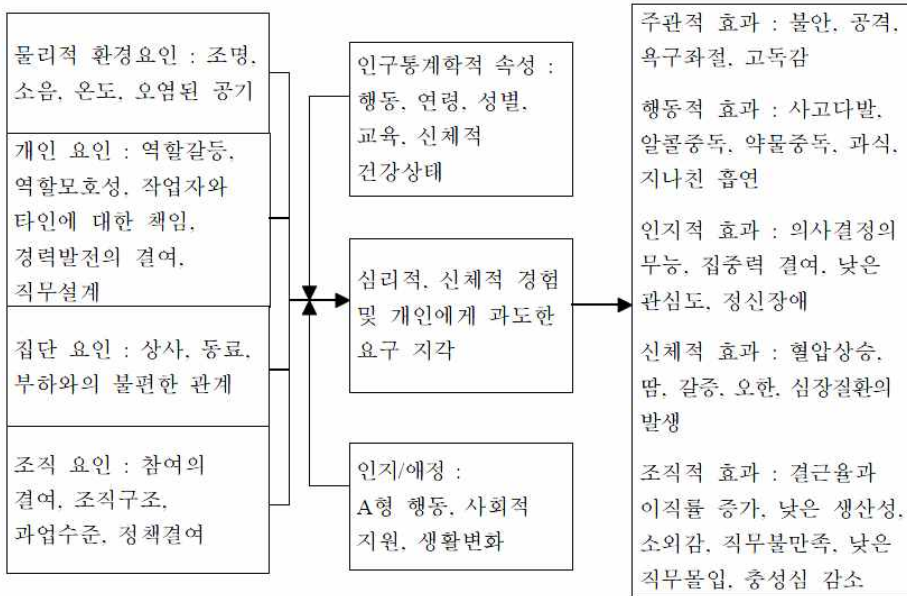 물리적 환경요인 : 조명,
소음, 온도, 오염된 공기
개인 요인 : 역할갈등,
역할모호성, 작업자와
타인에 대한 책임,
경력발전의 결여,
직무설계
집단 요인 : 상사, 동료,
부하와의 불편한 관계
조직 요인 : 참여의
결여, 조직구조,
과업수준, 정책결여
인구통계학적 속성 :
행동, 연령, 성별,
교육, 신체적
건강상태
심리적, 신체적 경험
및 개인에게 과도한
요구 지각
인지/애정 :
A형 행동, 사회적
지원, 생활변화
주관적 효과 : 불안, 공격,
욕구좌절, 고독감
행동적 효과 : 사고다발,
알콜중독, 약물중독, 과식,
지나친 흡연
인지적 효과 : 의사결정의
무능, 집중력 결여, 낮은
관심도, 정신장애
신체적 효과 : 혈압상승,
땀, 갈증, 오한, 심장질환의
발생
조직적 효과 : 결근율과
이직률 증가, 낮은 생산성,
소외감, 직무불만족, 낮은
직무몰입, 충성심 감소